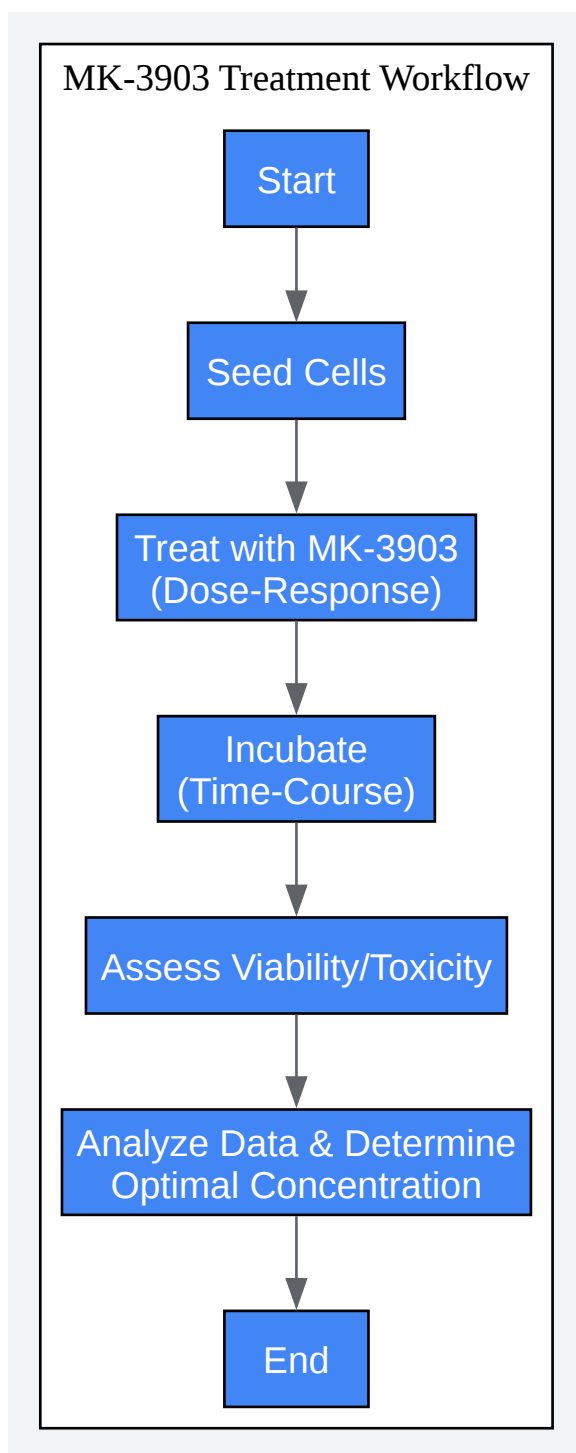 MK-3903 Treatment Workflow
Start
Seed Cells
Treat with MK-3903
(Dose-Response)
Incubate
(Time-Course)
Assess Viability/Toxicity
Analyze Data & Determine
Optimal Concentration
End